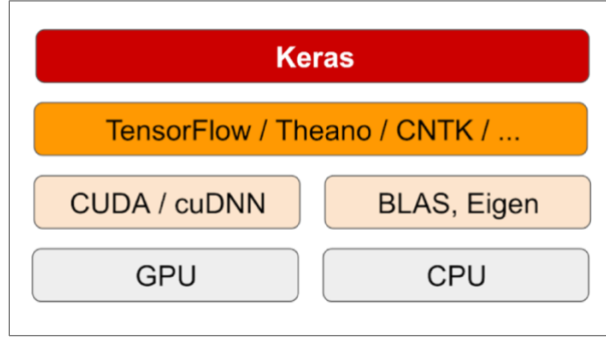 Keras
TensorFlow / Theano / CNTK / ...
CUDA / cuDNN
BLAS, Eigen
GPU
CPU